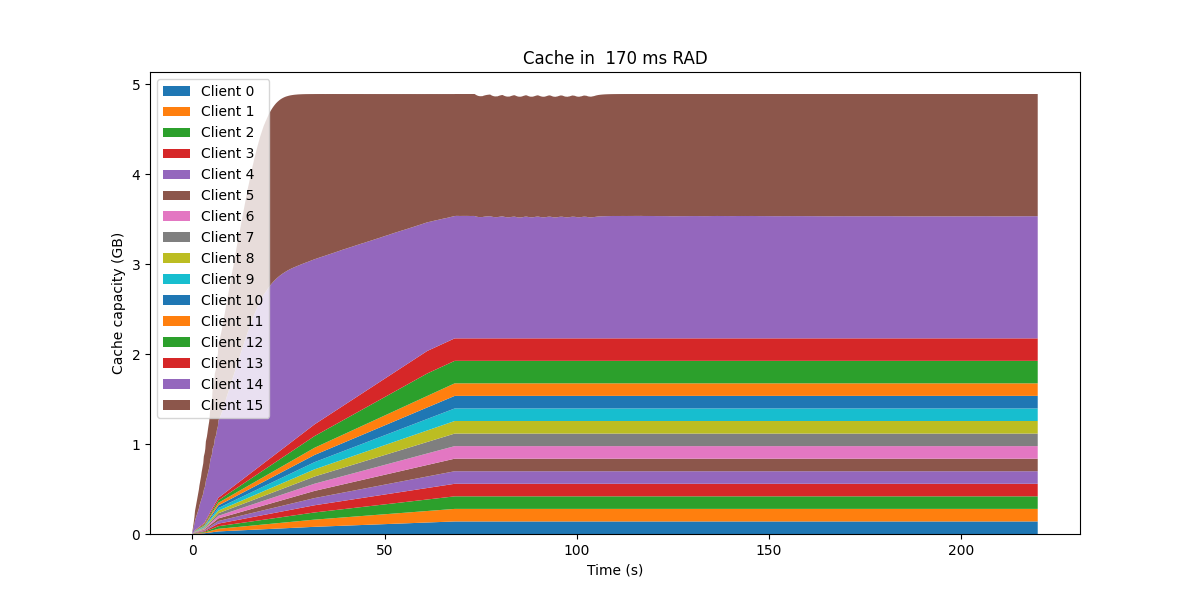 Cache in  170 ms RAD
Cache capacity (GB)
5
4
3
2
1
0
Client 0
Client 1
Client 2
Client 3
Client 4
Client 5
Client 6
Client 7
Client 8
Client 9
Client 10
Client 11
Client 12
Client 13
Client 14
Client 15
0 50 100 150 200
Time (s)